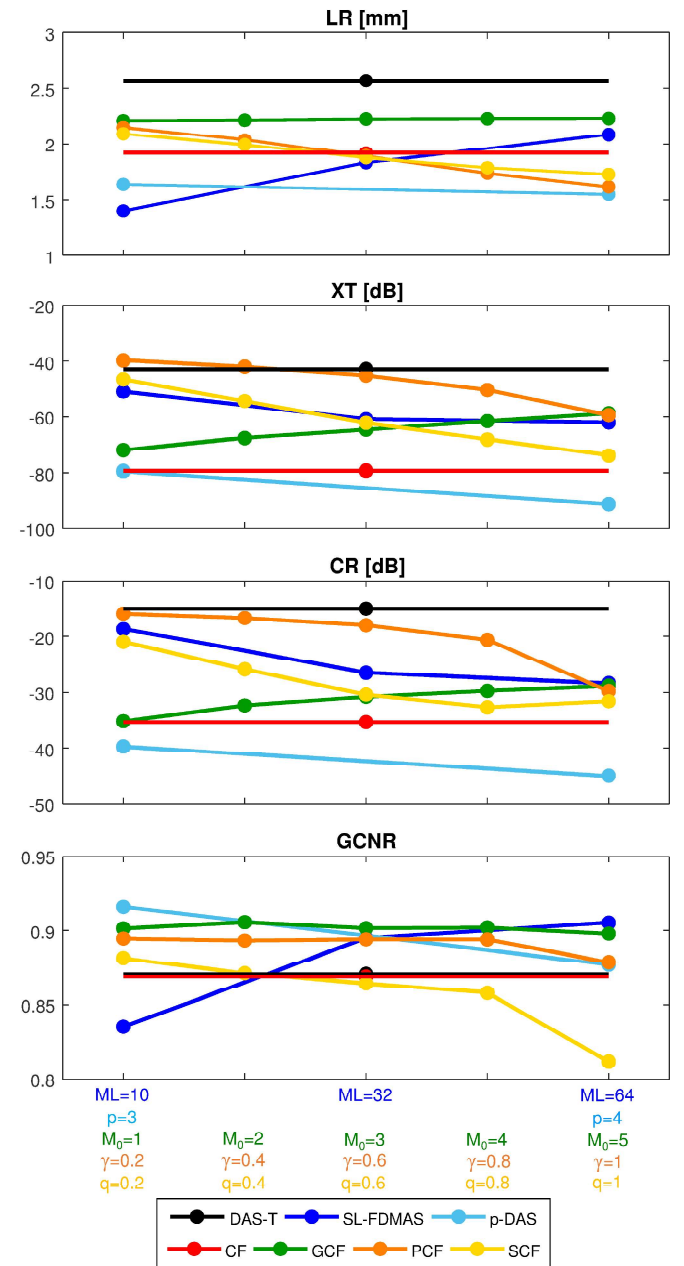 LR [mm]
3
2.5
2
1.5
1
XT [dB]
-20
-40
-60
-80
-100
CR [dB]
-10
-20
-30
-40
-50
GCNR
0.95
0.9
0.85
0.8
ML=10 ML=32 ML=64
p=3 p=4
M₀=1 M₀=2 M₀=3 M₀=4 M₀=5
γ=0.2 γ=0.4 γ=0.6 γ=0.8 γ=1
q=0.2 q=0.4 q=0.6 q=0.8 q=1
DAS-T SL-FDMAS p-DAS
CF GCF PCF SCF